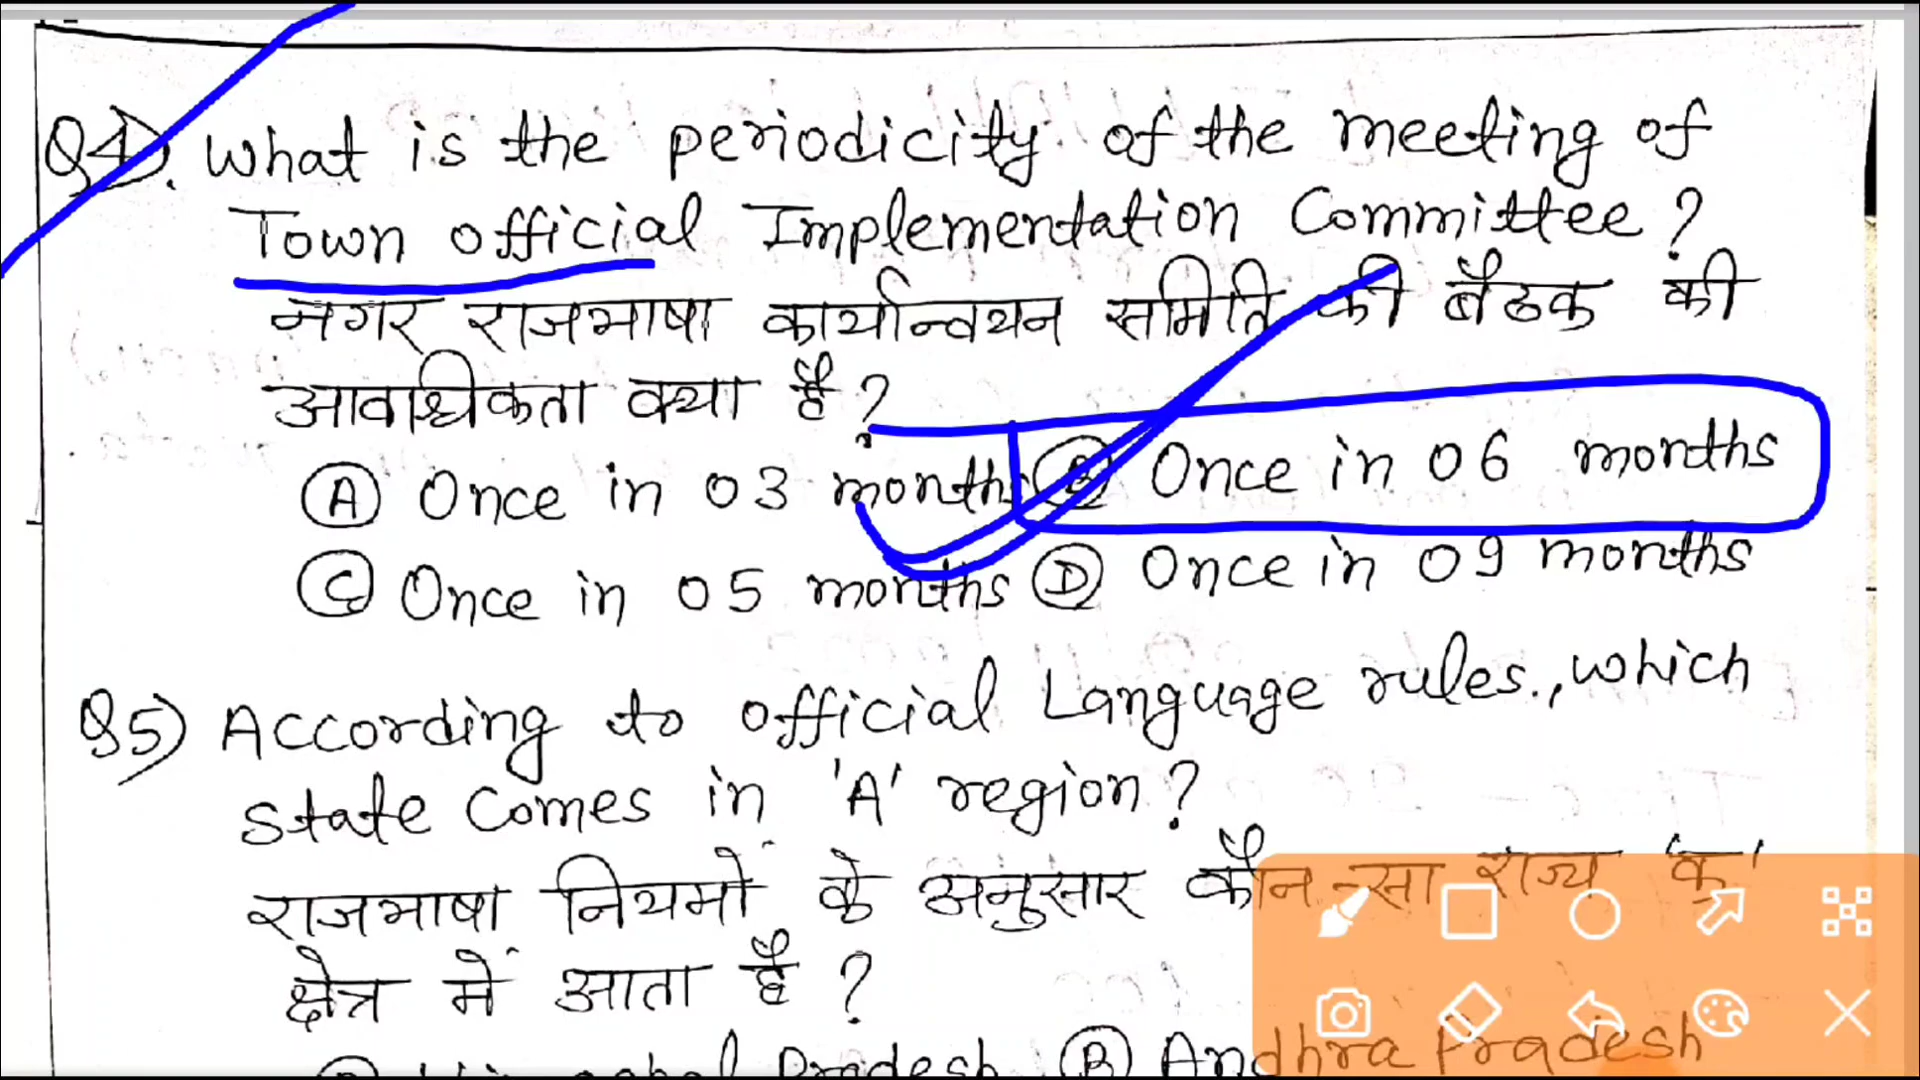 Q4). What is the periodicity of the meeting of
Town official Implementation Committee?
नगर राजभाषा कार्यान्वयन समिति की बैठक की
आवधिकता क्या है?
(A) Once in 03 months (B) Once in 06 months
(C) Once in 05 months (D) Once in 09 months
Q5) According to official Language rules., which
state comes in 'A' region?
राजभाषा नियमों के अनुसार कौन-सा राज्य 'क'
क्षेत्र में आता है?
Pradesh (B) Andhra Pradesh